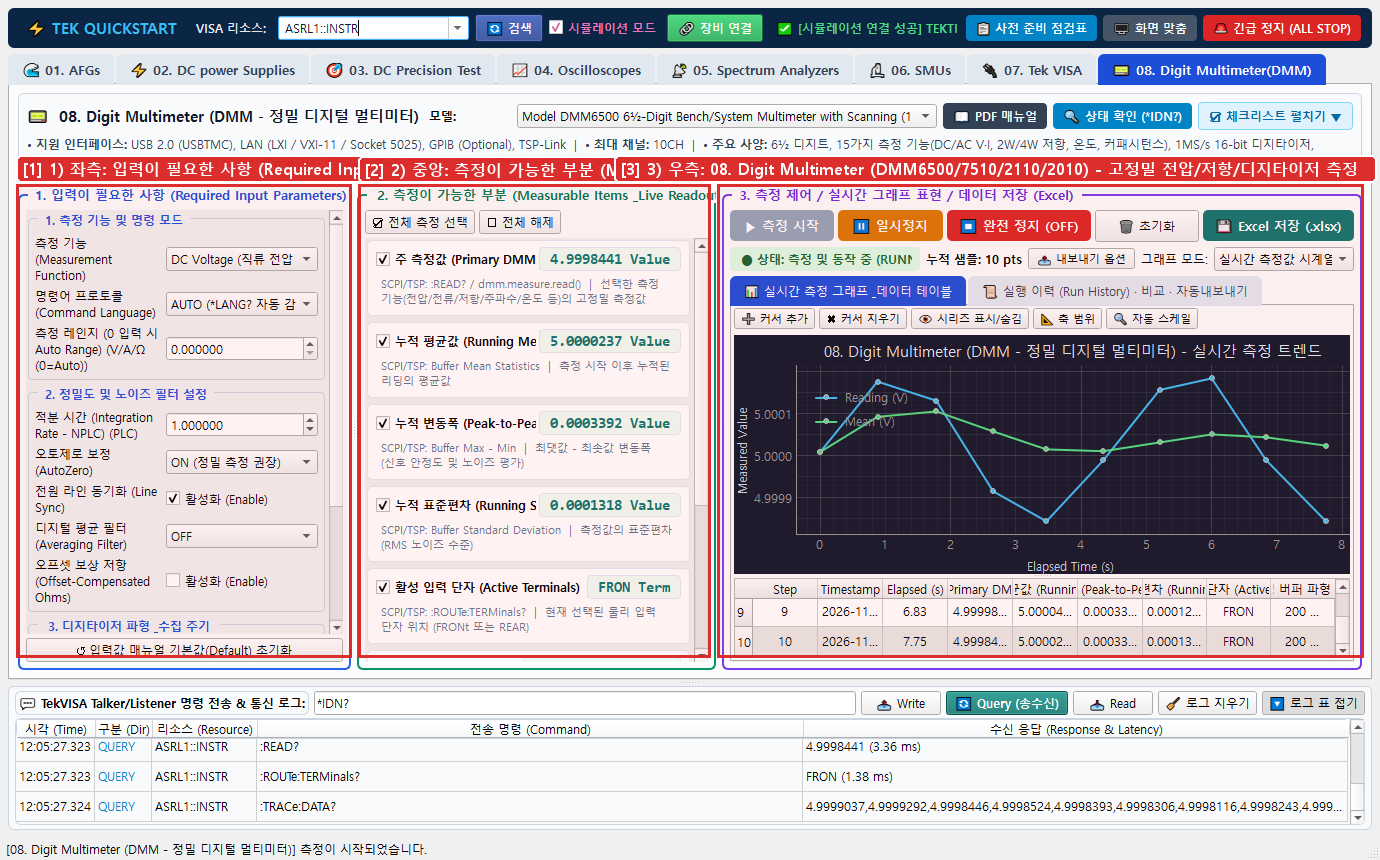 TEK QUICKSTART VISA 리소스: ASRL1::INSTR 검색 시뮬레이션 모드 장비 연결 [시뮬레이션 연결 성공] TEKTI 사전 준비 점검표 화면 맞춤 긴급 정지 (ALL STOP)
01. AFGs 02. DC power Supplies 03. DC Precision Test 04. Oscilloscopes 05. Spectrum Analyzers 06. SMUs 07. Tek VISA 08. Digit Multimeter(DMM)
08. Digit Multimeter (DMM - 정밀 디지털 멀티미터) 모델: Model DMM6500 6½-Digit Bench/System Multimeter with Scanning (1 PDF 매뉴얼 상태 확인 (*IDN?) 체크리스트 펼치기 ▼
• 지원 인터페이스: USB 2.0 (USBTMC), LAN (LXI / VXI-11 / Socket 5025), GPIB (Optional), TSP-Link | • 최대 채널: 10CH | • 주요 사양: 6½ 디지트, 15가지 측정 기능(DC/AC V·I, 2W/4W 저항, 온도, 커패시턴스), 1MS/s 16-bit 디지타이저,
[1] 1) 좌측: 입력이 필요한 사항 (Required Inp [2] 2) 중앙: 측정이 가능한 부분 (M [3] 3) 우측: 08. Digit Multimeter (DMM6500/7510/2110/2010) - 고정밀 전압/저항/디지타이저 측정
1. 입력이 필요한 사항 (Required Input Parameters)
1. 측정 기능 및 명령 모드
측정 기능
(Measurement
Function)
DC Voltage (직류 전압
명령어 프로토콜
(Command Language)
AUTO (*LANG? 자동 감
측정 레인지 (0 입력 시
Auto Range) (V/A/Ω
(0=Auto))
0.000000
2. 정밀도 및 노이즈 필터 설정
적분 시간 (Integration
Rate - NPLC) (PLC)
1.000000
오토제로 보정
(AutoZero)
ON (정밀 측정 권장)
전원 라인 동기화 (Line
Sync)
활성화 (Enable)
디지털 평균 필터
(Averaging Filter)
OFF
오프셋 보상 저항
(Offset-Compensated
Ohms)
활성화 (Enable)
3. 디지타이저 파형 _수집 주기
↺ 입력값 매뉴얼 기본값(Default) 초기화
2. 측정이 가능한 부분 (Measurable Items _Live Readou
전체 측정 선택 전체 해제
주 측정값 (Primary DMM 4.9998441 Value
SCPI/TSP: :READ? / dmm.measure.read() | 선택한 측정
기능(전압/전류/저항/주파수/온도 등)의 고정밀 측정값
누적 평균값 (Running Me 5.0000237 Value
SCPI/TSP: Buffer Mean Statistics | 측정 시작 이후 누적된
리딩의 평균값
누적 변동폭 (Peak-to-Pea 0.0003392 Value
SCPI/TSP: Buffer Max - Min | 최댓값 - 최솟값 변동폭
(신호 안정도 및 노이즈 평가)
누적 표준편차 (Running S 0.0001318 Value
SCPI/TSP: Buffer Standard Deviation | 측정값의 표준편차
(RMS 노이즈 수준)
활성 입력 단자 (Active Terminals) FRON Term
SCPI/TSP: :ROUTe:TERMinals? | 현재 선택된 물리 입력
단자 위치 (FRONt 또는 REAR)
3. 측정 제어 / 실시간 그래프 표현 / 데이터 저장 (Excel)
▶ 측정 시작 일시정지 완전 정지 (OFF) 초기화 Excel 저장 (.xlsx)
● 상태: 측정 및 동작 중 (RUNN 누적 샘플: 10 pts 내보내기 옵션 그래프 모드: 실시간 측정값 시계열
실시간 측정 그래프 _데이터 테이블 실행 이력 (Run History) · 비교 · 자동내보내기
커서 추가 커서 지우기 시리즈 표시/숨김 축 범위 자동 스케일
08. Digit Multimeter (DMM - 정밀 디지털 멀티미터) - 실시간 측정 트렌드
Reading (V)
Mean (V)
Measured Value
5.0001
5.0000
4.9999
0 1 2 3 4 5 6 7 8
Elapsed Time (s)
Step Timestamp Elapsed (s) Primary DM 균값 (Runnin (Peak-to-Pe 편차 (Runnin 단자 (Active 버퍼 파형
9 9 2026-11... 6.83 4.99998... 5.00004... 0.00033... 0.00012... FRON 200 ...
10 10 2026-11... 7.75 4.99984... 5.00002... 0.00033... 0.00013... FRON 200 ...
TekVISA Talker/Listener 명령 전송 & 통신 로그: *IDN? Write Query (송수신) Read 로그 지우기 로그 표 접기
시각 (Time) 구분 (Dir) 리소스 (Resource) 전송 명령 (Command) 수신 응답 (Response & Latency)
12:05:27.323 QUERY ASRL1::INSTR :READ? 4.9998441 (3.36 ms)
12:05:27.323 QUERY ASRL1::INSTR :ROUTe:TERMinals? FRON (1.38 ms)
12:05:27.324 QUERY ASRL1::INSTR :TRACe:DATA? 4.9999037,4.9999292,4.9998446,4.9998524,4.9998393,4.9998306,4.9998116,4.9998243,4.999...
[08. Digit Multimeter (DMM - 정밀 디지털 멀티미터)] 측정이 시작되었습니다.